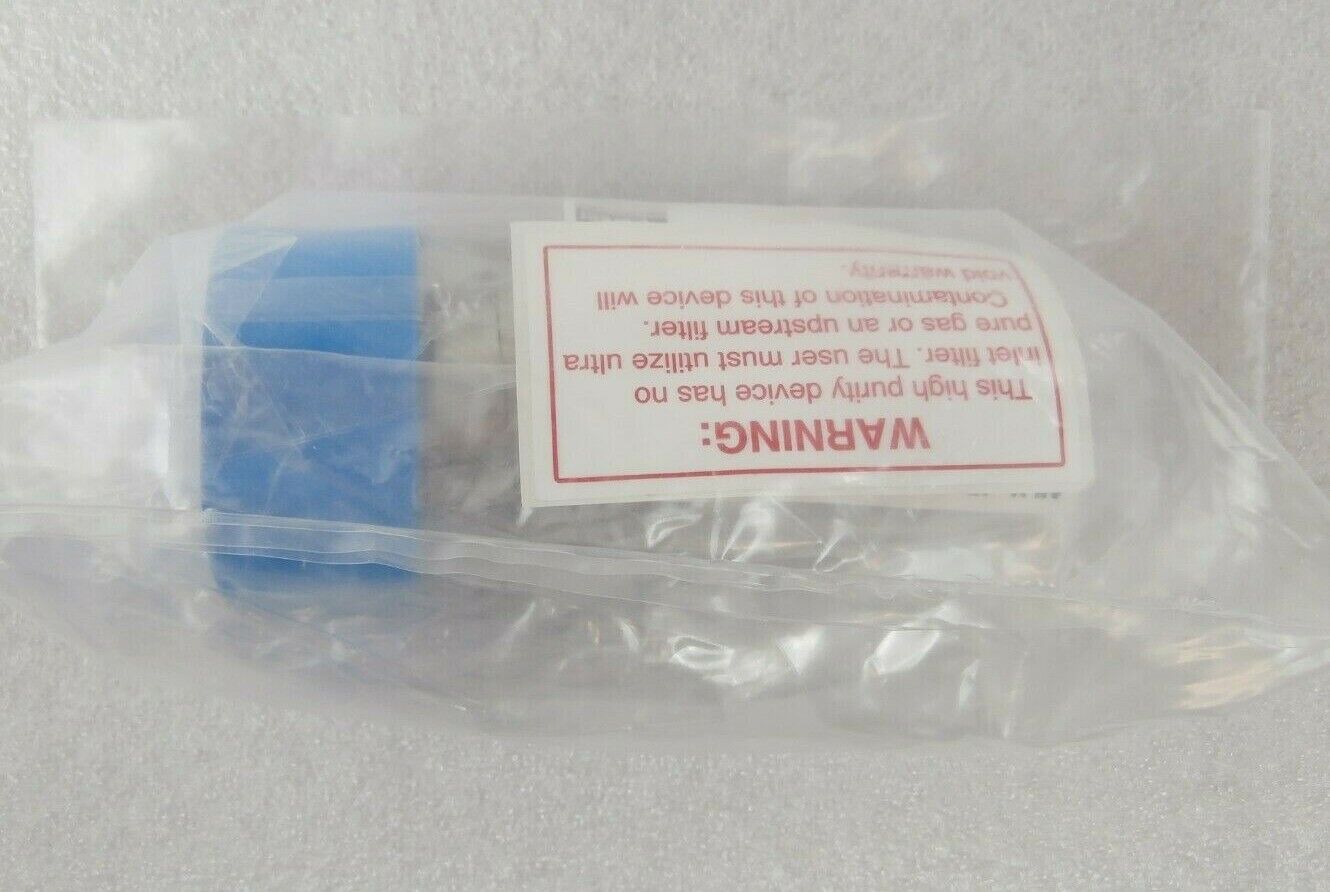 WARNING:
This high purity device has no
inlet filter. The user must utilize ultra
pure gas or an upstream filter.
Contamination of this device will
void warrenity.